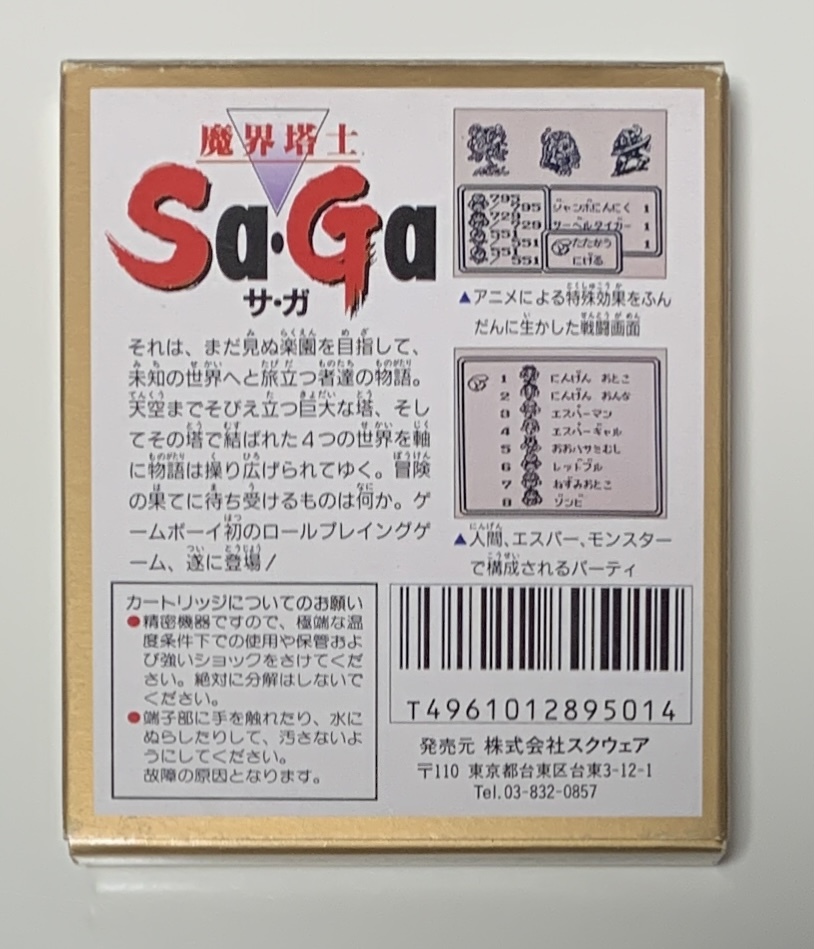 魔界塔士
Sa・Ga
サ・ガ
それは、まだ見ぬ楽園を目指して、
未知の世界へと旅立つ者達の物語。
天空までそびえ立つ巨大な塔、そし
てその塔で結ばれた4つの世界を軸
に物語は操り広げられてゆく。冒険
の果てに待ち受けるものは何か。ゲ
ームボーイ初のロールプレイングゲ
ーム、遂に登場!
795
/795
ジャンボにんにく 1
729
/729
サーベルタイガー 1
551
/551
1
551
/551
たたかう
にげる
▲アニメによる特殊効果をふん
だんに生かした戦闘画面
1 にんげん おとこ
2 にんげん おんな
3 エスパーマン
4 エスパーギャル
5 おおハサミむし
6 レッドブル
7 ねずみおとこ
8 ゾンビ
▲人間、エスパー、モンスター
で構成されるパーティ
カートリッジについてのお願い
●精密機器ですので、極端な温
度条件下での使用や保管およ
び強いショックをさけてくだ
さい。絶対に分解はしないで
ください。
●端子部に手を触れたり、水に
ぬらしたりして、汚さないよ
うにしてください。
故障の原因となります。
T4961012895014
発売元 株式会社スクウェア
〒110 東京都台東区台東3-12-1
Tel.03-832-0857